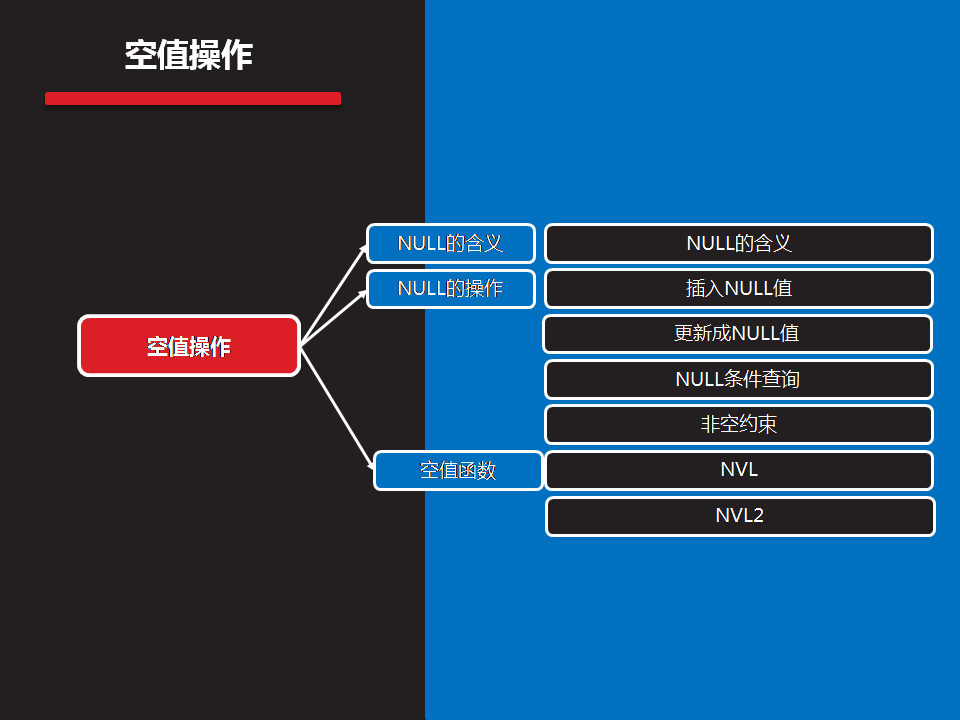 空值操作
空值操作
NULL的含义
NULL的含义
NULL的操作
插入NULL值
更新成NULL值
NULL条件查询
非空约束
空值函数
NVL
NVL2